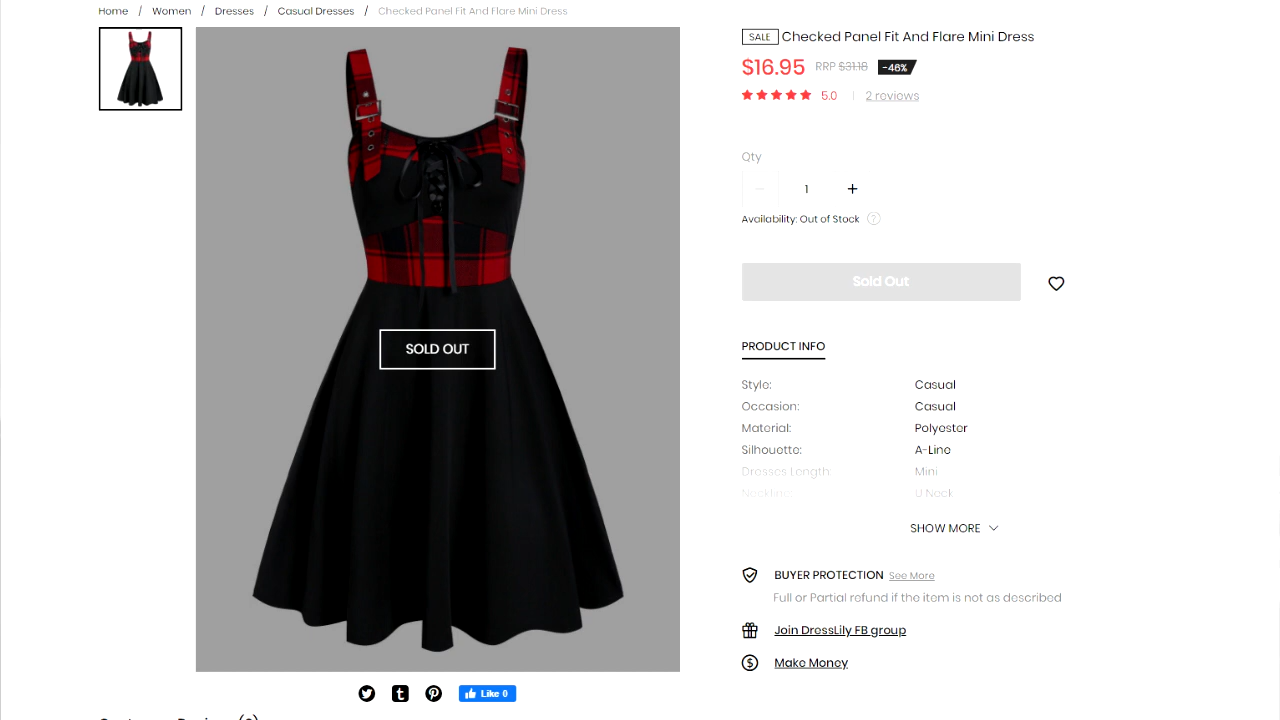 Home / Women / Dresses / Casual Dresses / Checked Panel Fit And Flare Mini Dress
SOLD OUT
Like 0
SALE Checked Panel Fit And Flare Mini Dress
$16.95 RRP $31.18 -46%
5.0 | 2 reviews
Qty
− 1 +
Availability: Out of Stock ?
Sold Out
PRODUCT INFO
Style: Casual
Occasion: Casual
Material: Polyester
Silhouette: A-Line
Dresses Length: Mini
Neckline: U Neck
SHOW MORE
BUYER PROTECTION See More
Full or Partial refund if the item is not as described
Join DressLily FB group
Make Money